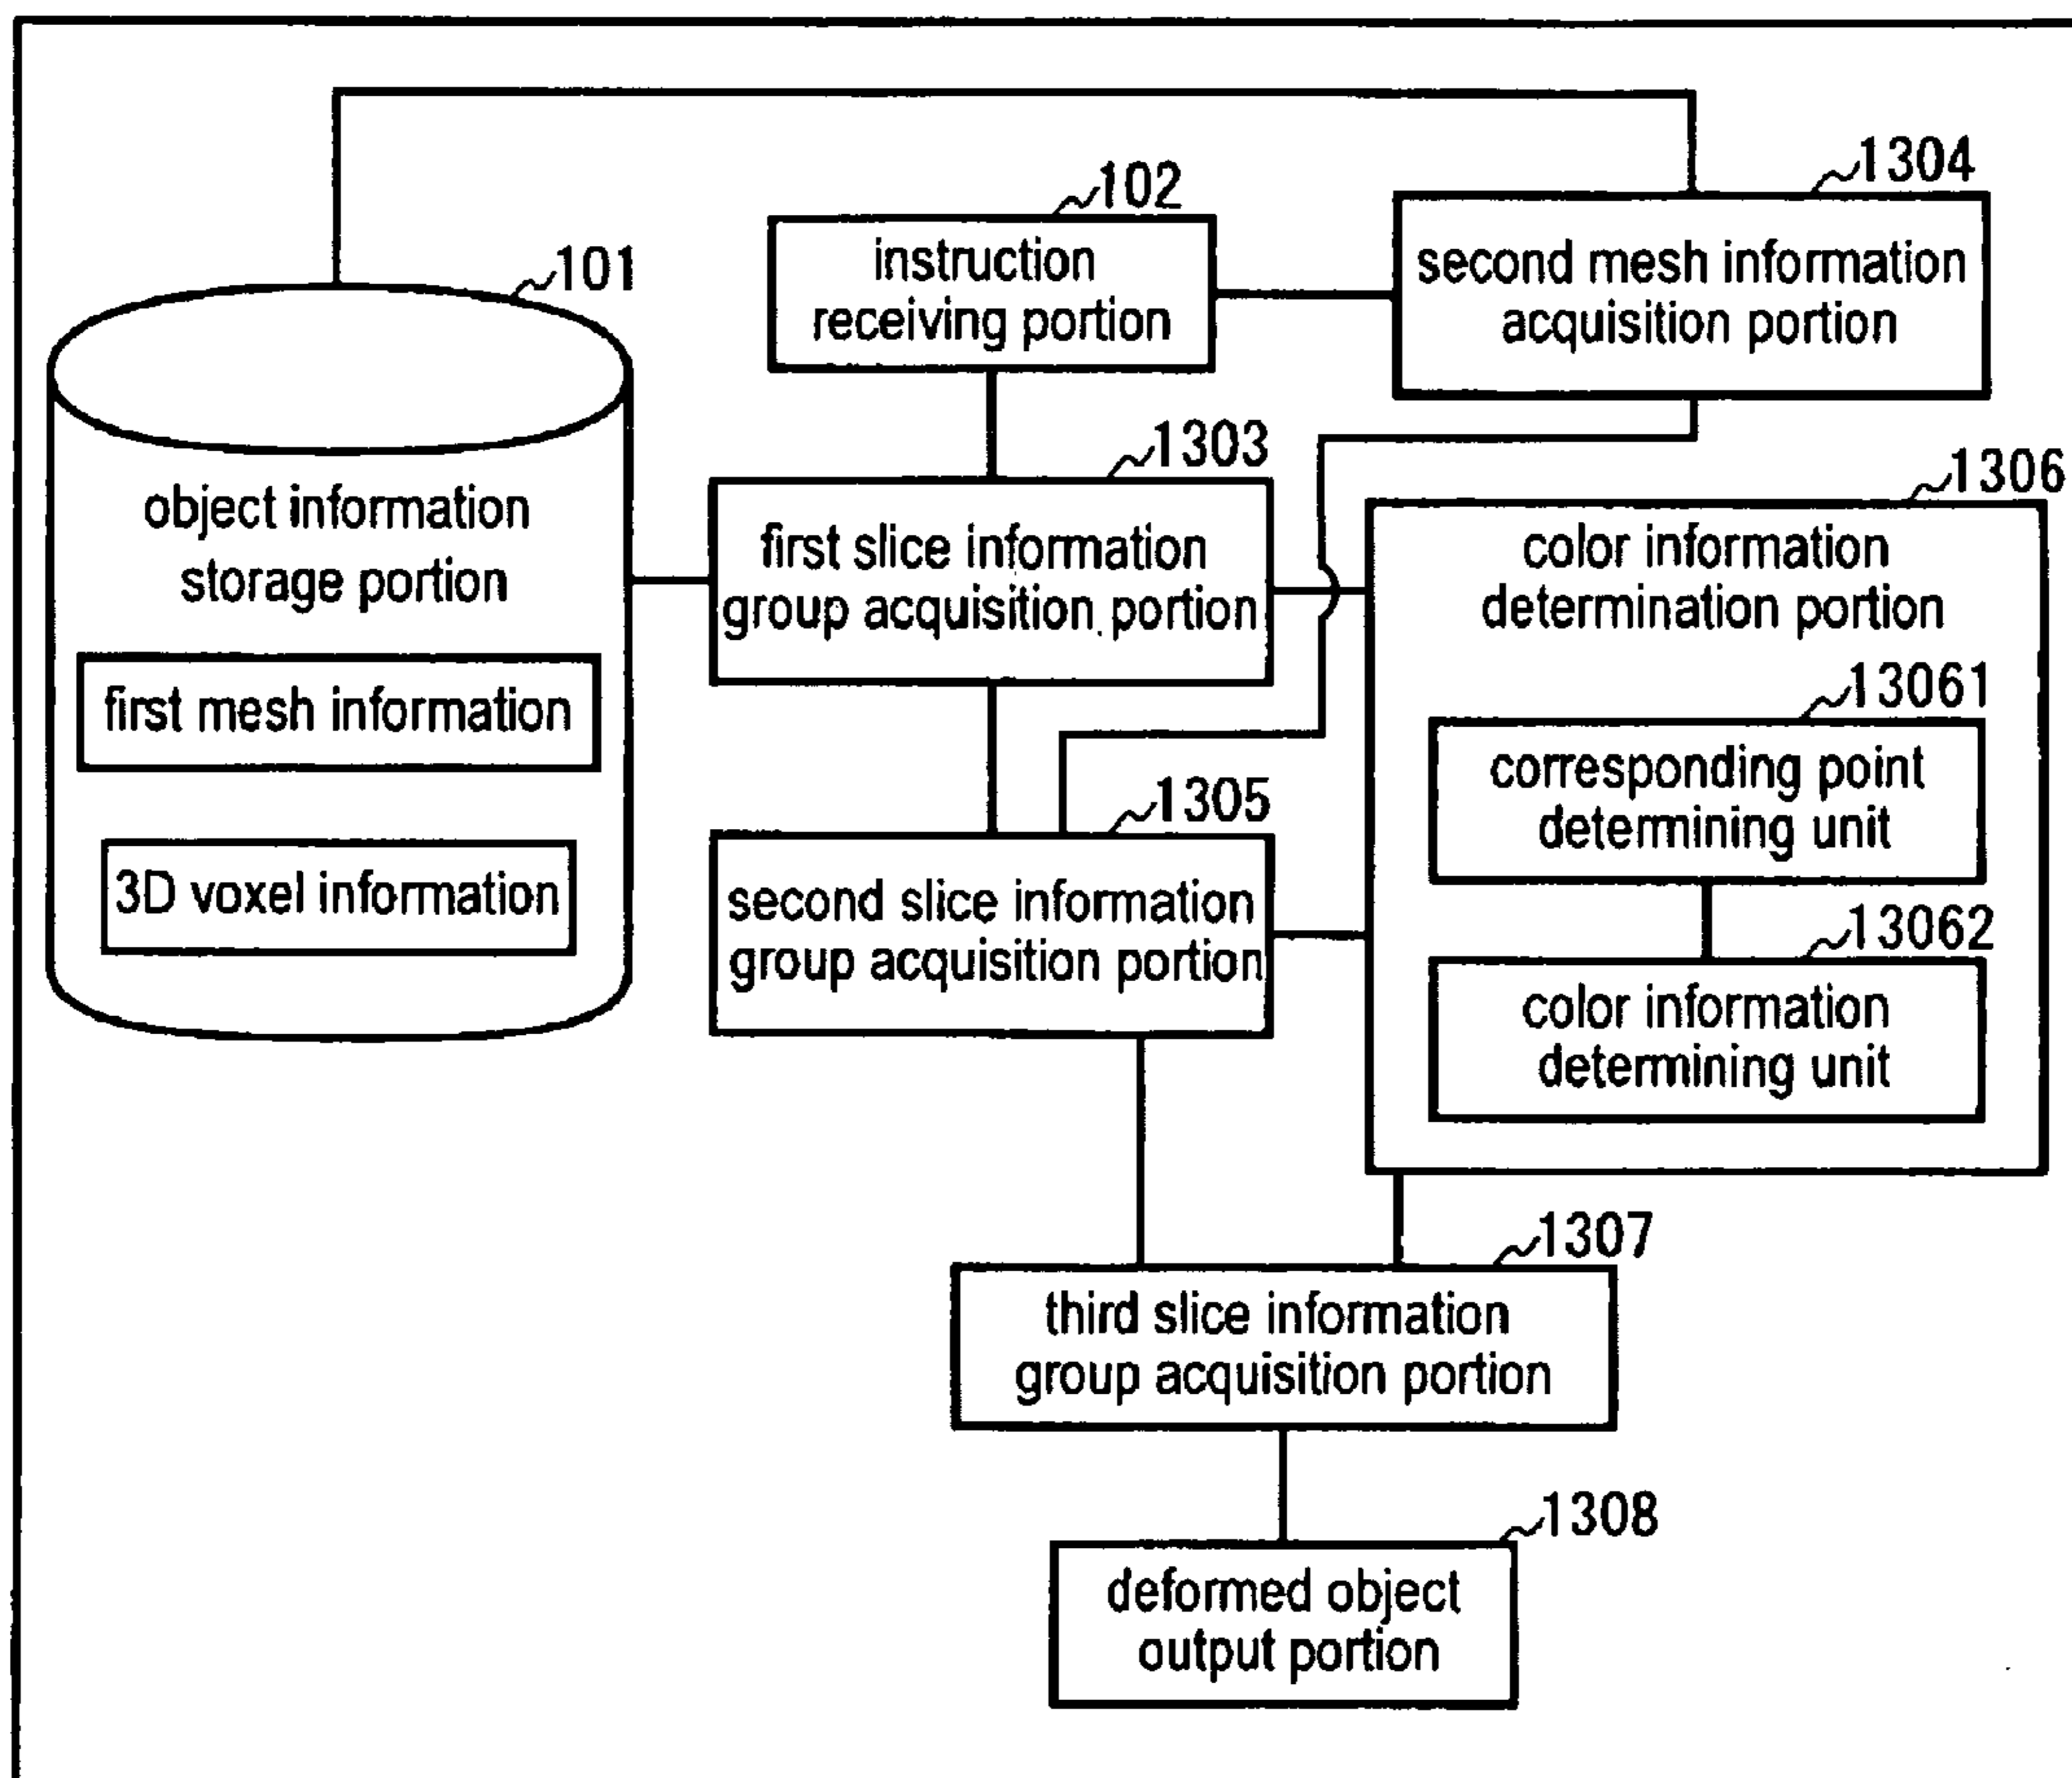 1304
102
instruction
receiving portion
second mesh information
acquisition portion
101
object information
storage portion
first mesh information
3D voxel information
1303
first slice information
group acquisition portion
1306
color information
determination portion
13061
corresponding point
determining unit
13062
color information
determining unit
1305
second slice information
group acquisition portion
1307
third slice information
group acquisition portion
1308
deformed object
output portion